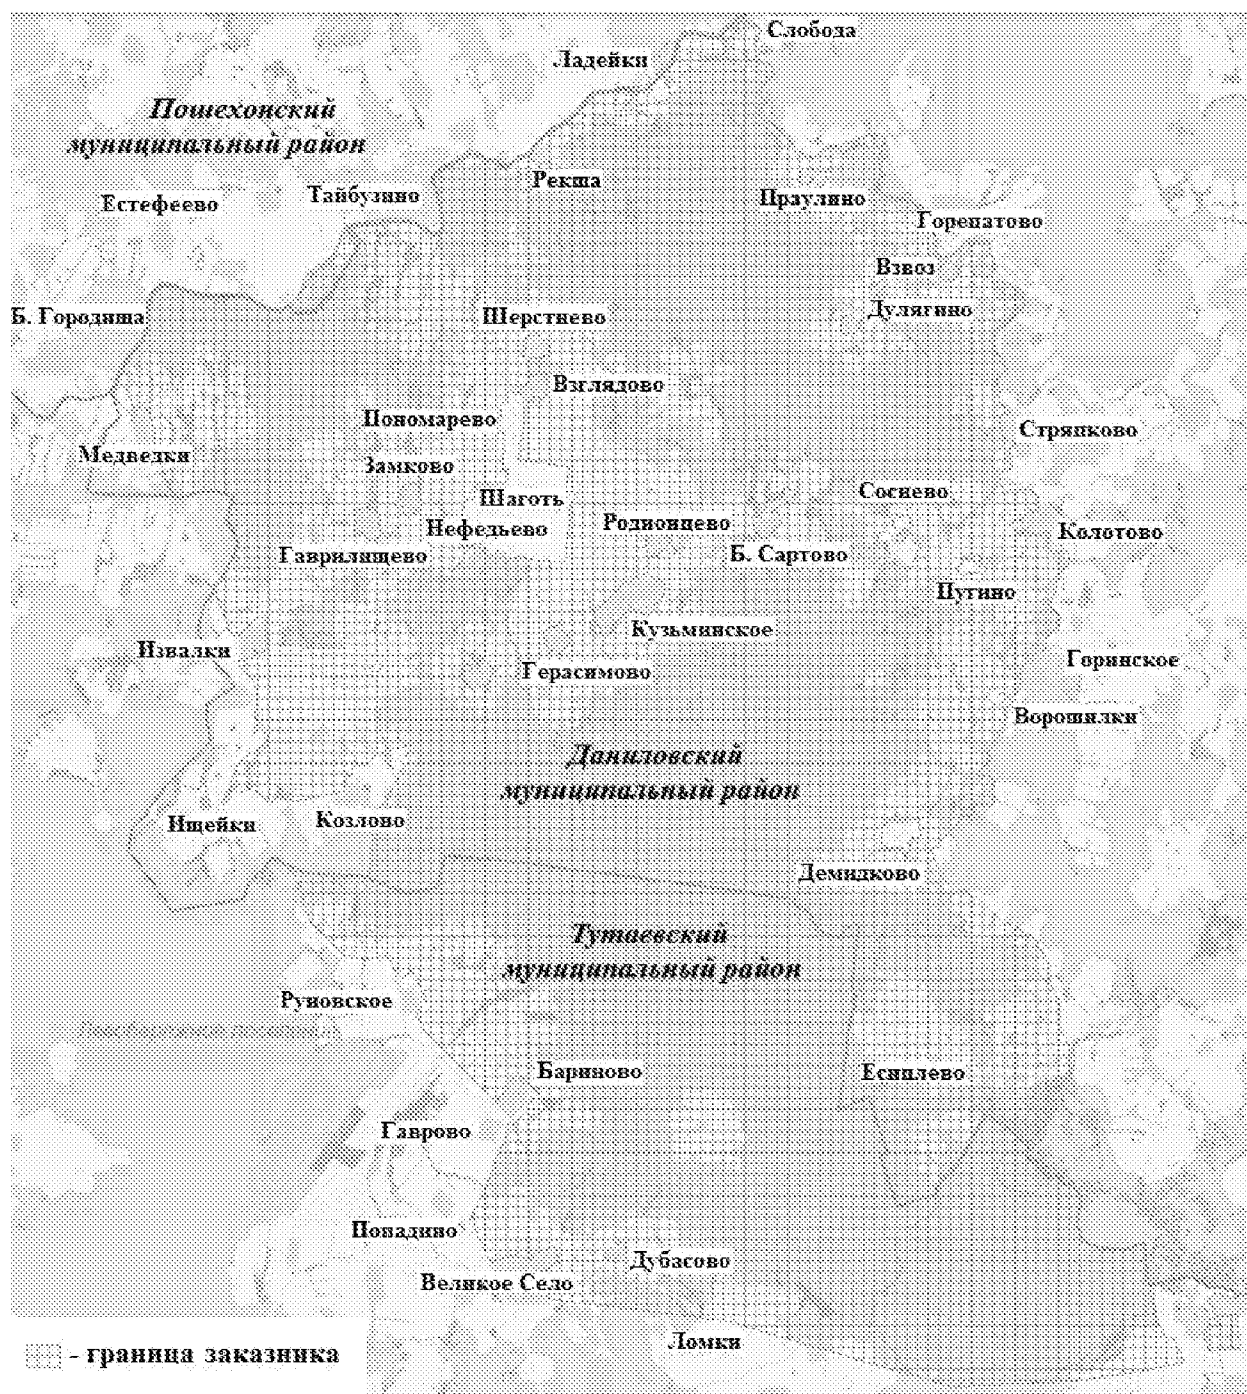 Слобода
Ладейки
Пошехонский
муниципальный район
Рекша
Тайбузино
Праулино
Естефеево
Горепатово
Взвоз
Дулягино
Б. Городища
Шерстнево
Взглядово
Пономарево
Стряпково
Медведки
Замково
Соснево
Шаготь
Родионцево
Нефедьево
Колотово
Гаврилищево
Б. Сартово
Путино
Кузьминское
Извалки
Горинское
Герасимово
Ворошилки
Даниловский
муниципальный район
Ищейки
Козлово
Демидково
Тутаевский
муниципальный район
Руновское
Бариново
Есиплево
Гаврово
Попадино
Дубасово
Великое Село
Ломки
- граница заказника